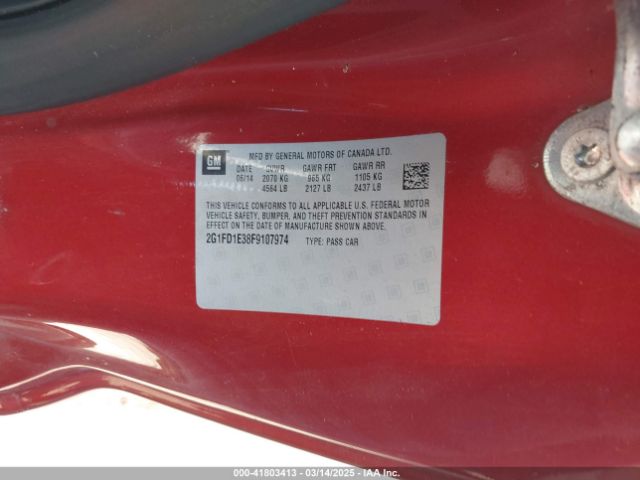 GM
MFD BY GENERAL MOTORS OF CANADA LTD.
DATE GVWR GAWR FRT GAWR RR
06/14 2070 KG 965 KG 1105 KG
4564 LB 2127 LB 2437 LB
THIS VEHICLE CONFORMS TO ALL APPLICABLE U.S. FEDERAL MOTOR
VEHICLE SAFETY, BUMPER, AND THEFT PREVENTION STANDARDS IN
EFFECT ON THE DATE OF MANUFACTURE SHOWN ABOVE.
2G1FD1E38F9107974 TYPE: PASS CAR
000-41803413 - 03/14/2025 - IAA Inc.